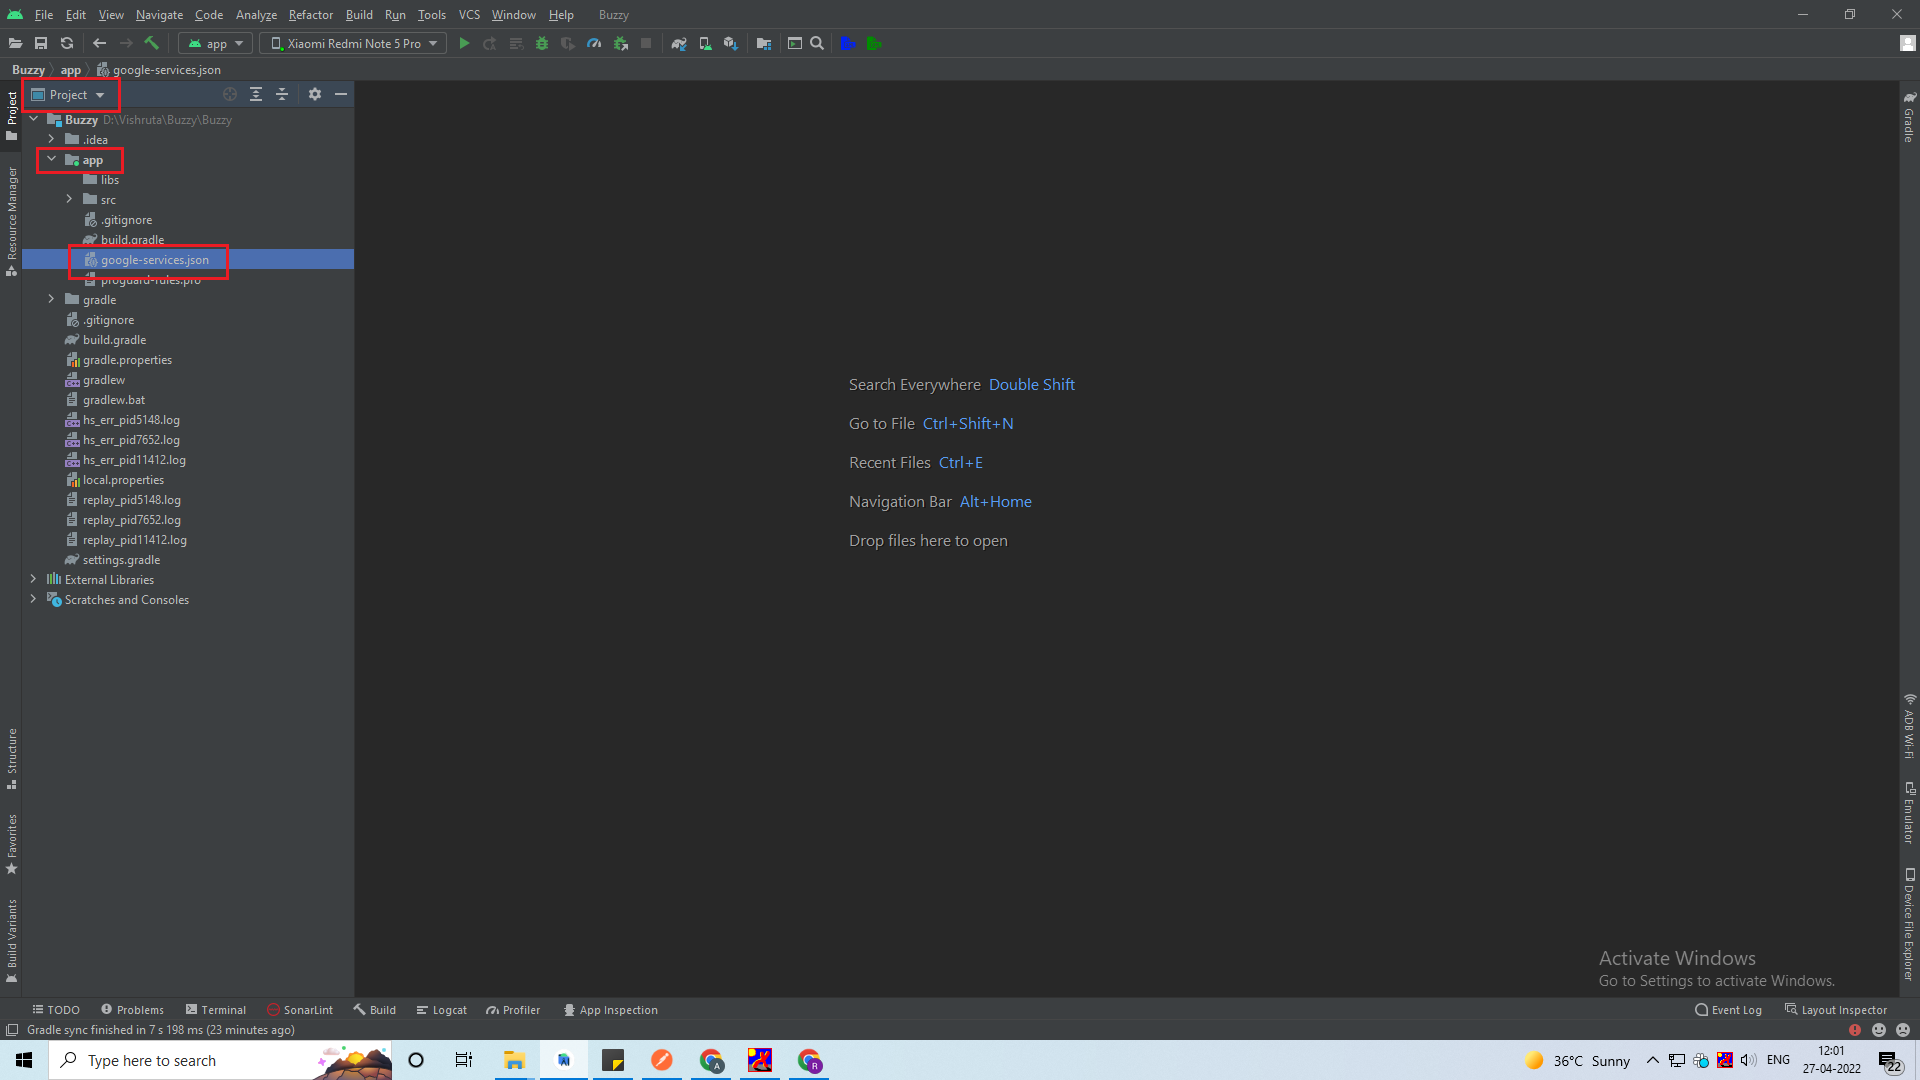 File Edit View Navigate Code Analyze Refactor Build Run Tools VCS Window Help Buzzy
app Xiaomi Redmi Note 5 Pro
Buzzy app google-services.json
Project
Buzzy D:\Vishruta\Buzzy\Buzzy
.idea
app
libs
src
.gitignore
build.gradle
google-services.json
proguard-rules.pro
gradle
.gitignore
build.gradle
gradle.properties
gradlew
gradlew.bat
hs_err_pid5148.log
hs_err_pid7652.log
hs_err_pid11412.log
local.properties
replay_pid5148.log
replay_pid7652.log
replay_pid11412.log
settings.gradle
External Libraries
Scratches and Consoles
Project
Resource Manager
Structure
Favorites
Build Variants
Search Everywhere Double Shift
Go to File Ctrl+Shift+N
Recent Files Ctrl+E
Navigation Bar Alt+Home
Drop files here to open
Gradle
ADB Wi-Fi
Emulator
Device File Explorer
Activate Windows
Go to Settings to activate Windows.
TODO Problems Terminal SonarLint Build Logcat Profiler App Inspection Event Log Layout Inspector
Gradle sync finished in 7 s 198 ms (23 minutes ago)
Type here to search
A
R
36°C Sunny
ENG
12:01
27-04-2022
22